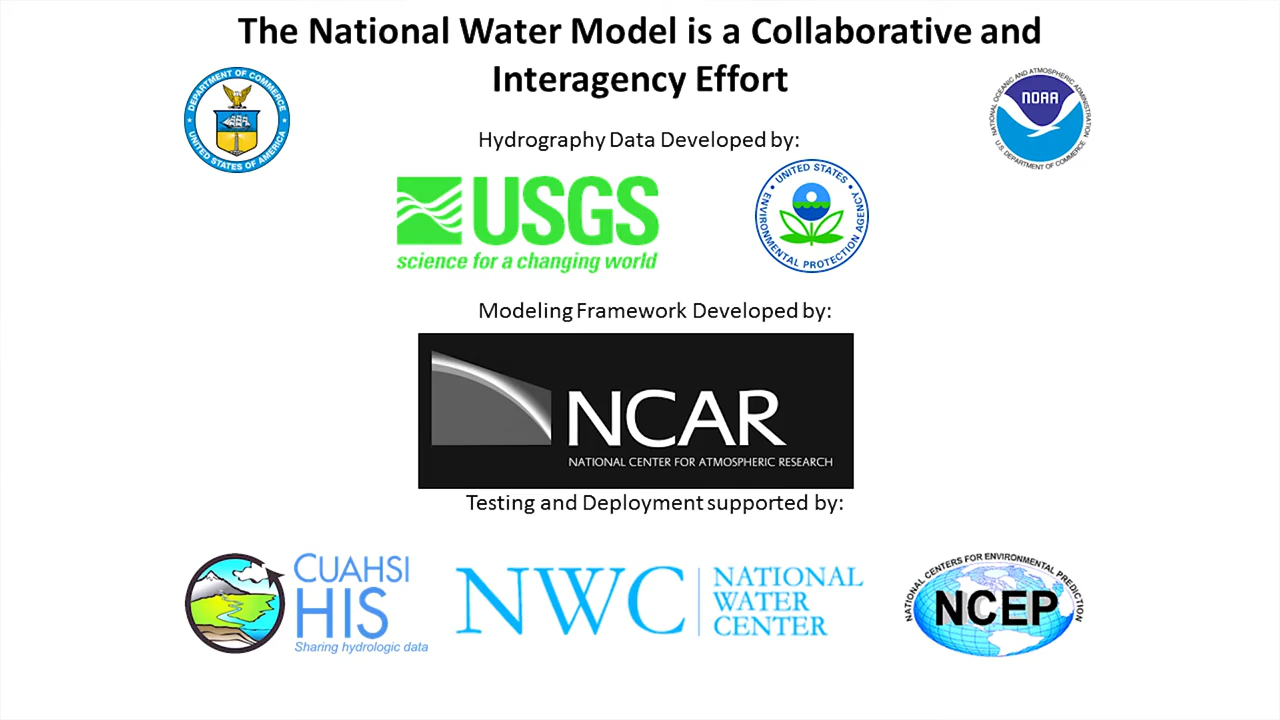 The National Water Model is a Collaborative and
Interagency Effort
DEPARTMENT OF COMMERCE
UNITED STATES OF AMERICA
NATIONAL OCEANIC AND ATMOSPHERIC ADMINISTRATION
NOAA
U.S. DEPARTMENT OF COMMERCE
Hydrography Data Developed by:
USGS
science for a changing world
UNITED STATES
ENVIRONMENTAL PROTECTION AGENCY
Modeling Framework Developed by:
NCAR
NATIONAL CENTER FOR ATMOSPHERIC RESEARCH
Testing and Deployment supported by:
CUAHSI
HIS
Sharing hydrologic data
NWC
NATIONAL
WATER
CENTER
NATIONAL CENTERS FOR ENVIRONMENTAL PREDICTION
NCEP